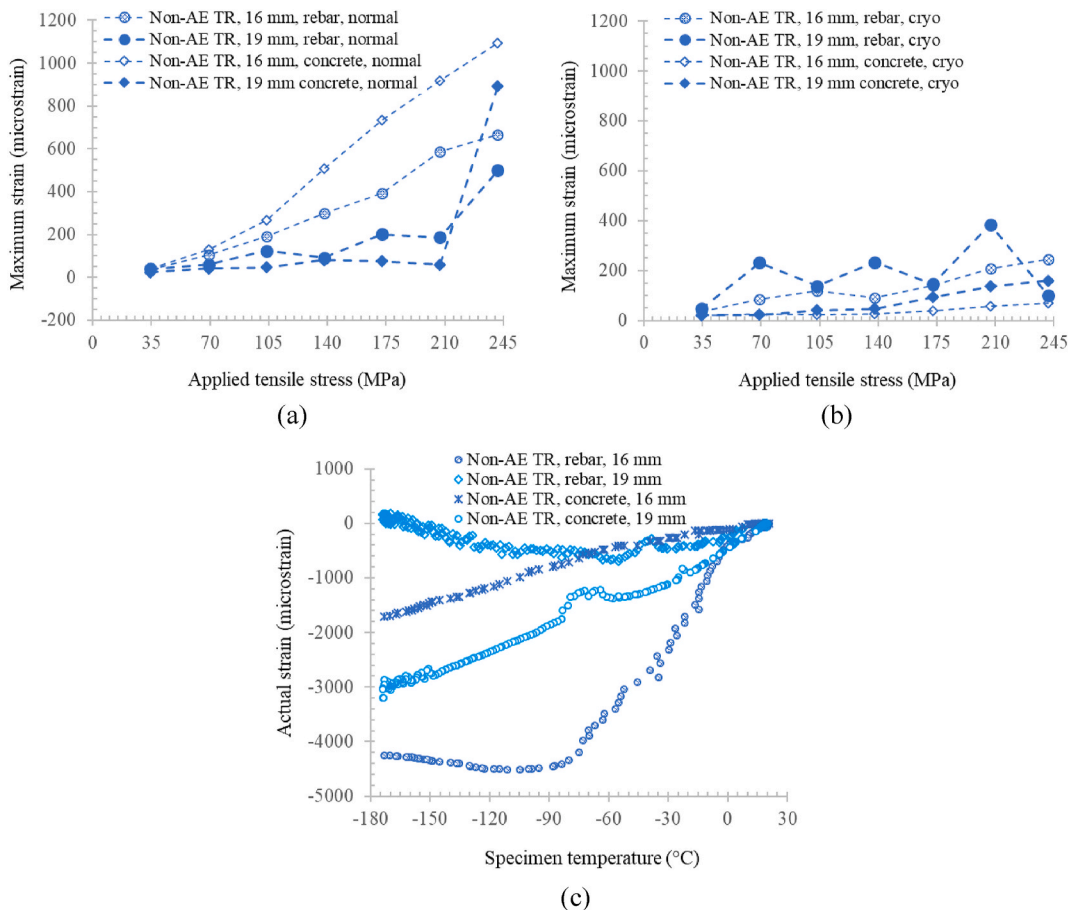 Non-AE TR, 16 mm, rebar, normal
Non-AE TR, 19 mm, rebar, normal
Non-AE TR, 16 mm, concrete, normal
Non-AE TR, 19 mm concrete, normal
1200
1000
800
600
400
200
0
-200
Maximum strain (microstrain)
0 35 70 105 140 175 210 245
Applied tensile stress (MPa)
(a)
Non-AE TR, 16 mm, rebar, cryo
Non-AE TR, 19 mm, rebar, cryo
Non-AE TR, 16 mm, concrete, cryo
Non-AE TR, 19 mm concrete, cryo
1200
1000
800
600
400
200
0
Maximum strain (microstrain)
0 35 70 105 140 175 210 245
Applied tensile stress (MPa)
(b)
Non-AE TR, rebar, 16 mm
Non-AE TR, rebar, 19 mm
Non-AE TR, concrete, 16 mm
Non-AE TR, concrete, 19 mm
1000
0
-1000
-2000
-3000
-4000
-5000
Actual strain (microstrain)
-180 -150 -120 -90 -60 -30 0 30
Specimen temperature (°C)
(c)